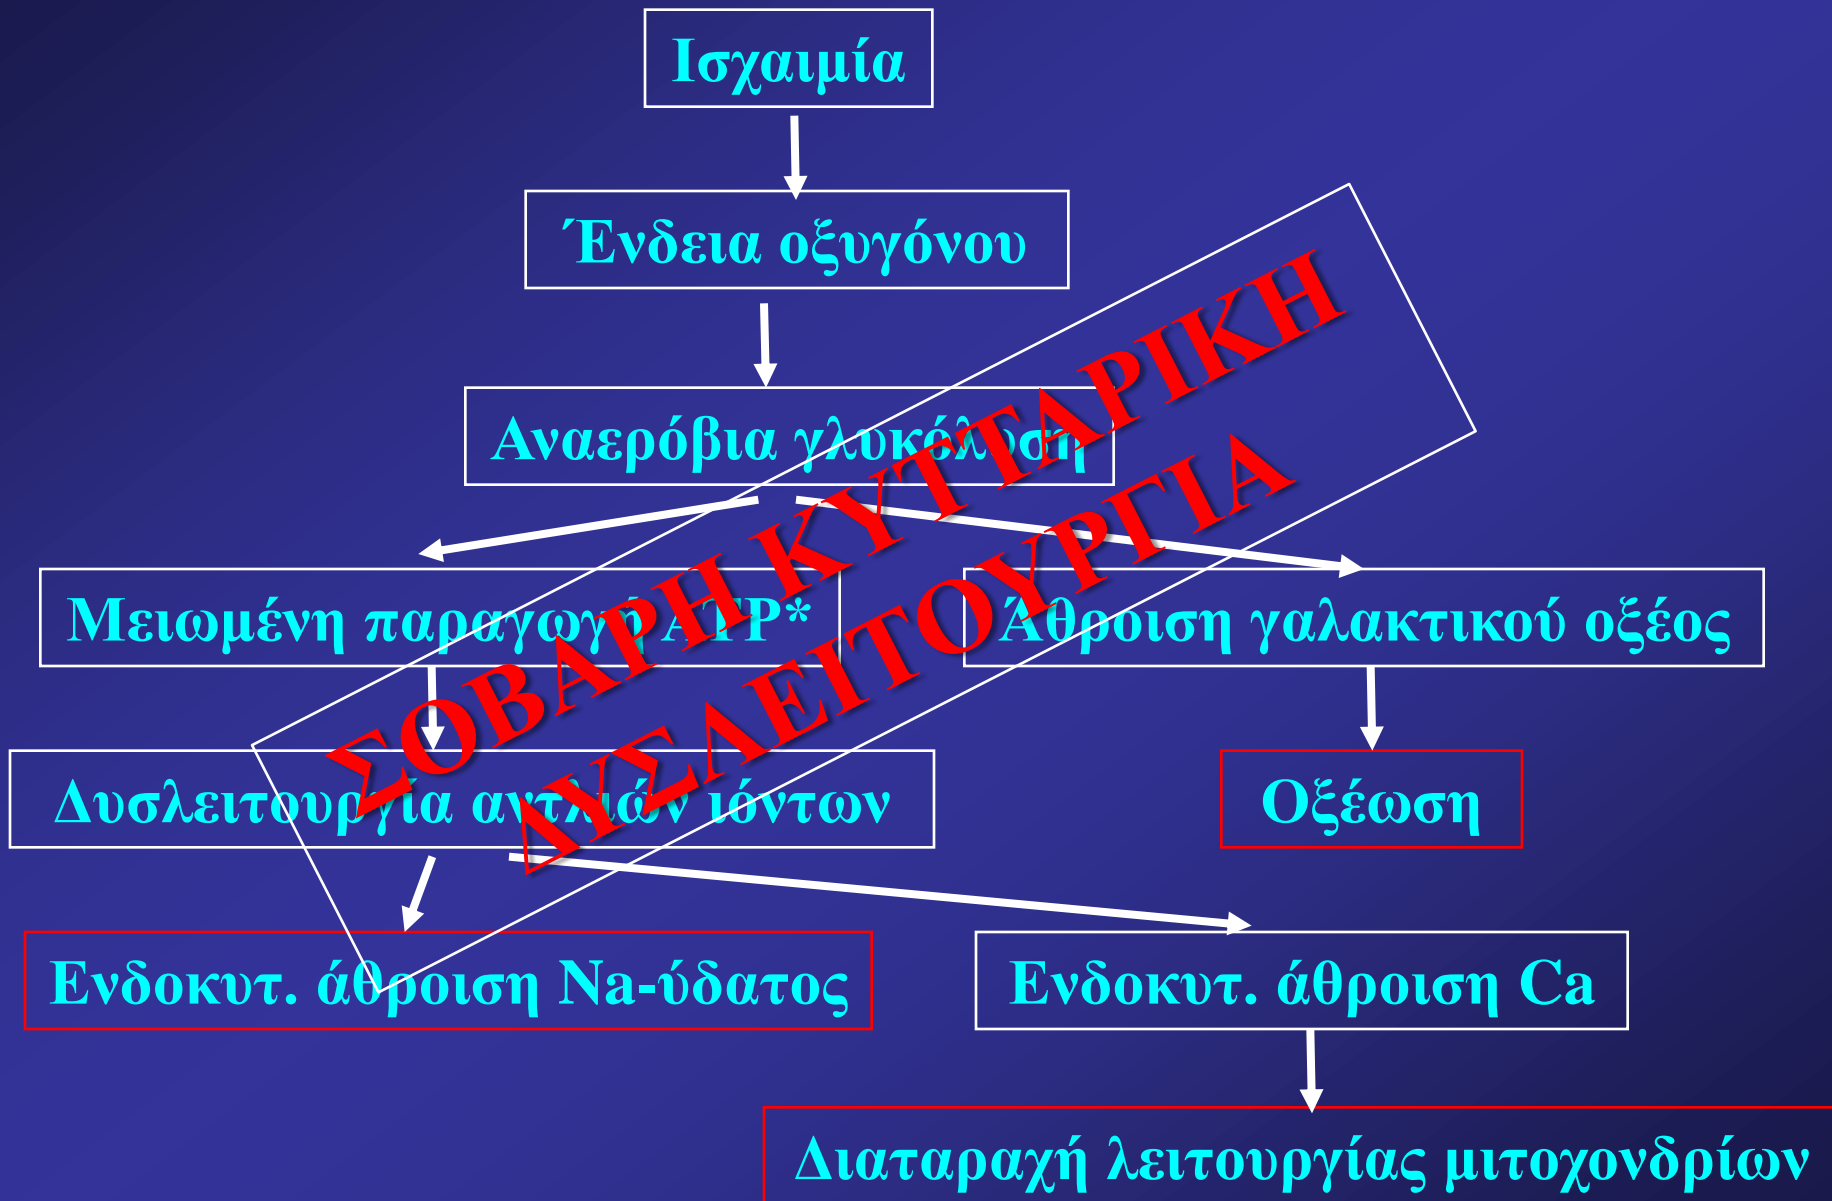 Ισχαιμία
Ένδεια οξυγόνου
Αναερόβια γλυκόλυση
Μειωμένη παραγωγή ATP*
Άθροιση γαλακτικού οξέος
Δυσλειτουργία αντλιών ιόντων
Οξέωση
Ενδοκυτ. άθροιση Na-ύδατος
Ενδοκυτ. άθροιση Ca
Διαταραχή λειτουργίας μιτοχονδρίων
ΣΟΒΑΡΗ ΚΥΤΤΑΡΙΚΗ
ΔΥΣΛΕΙΤΟΥΡΓΙΑ